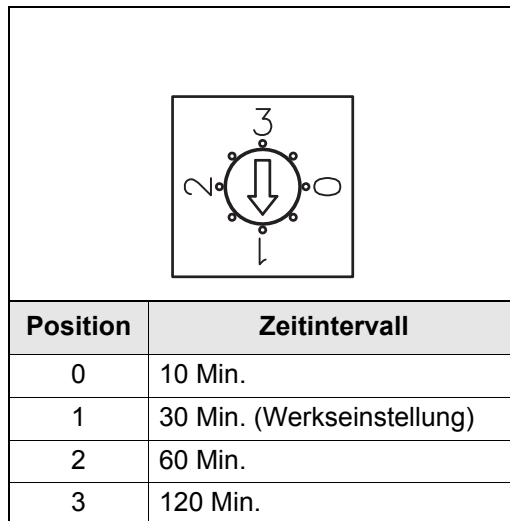 3
2 0
1
Position Zeitintervall
0 10 Min.
1 30 Min. (Werkseinstellung)
2 60 Min.
3 120 Min.